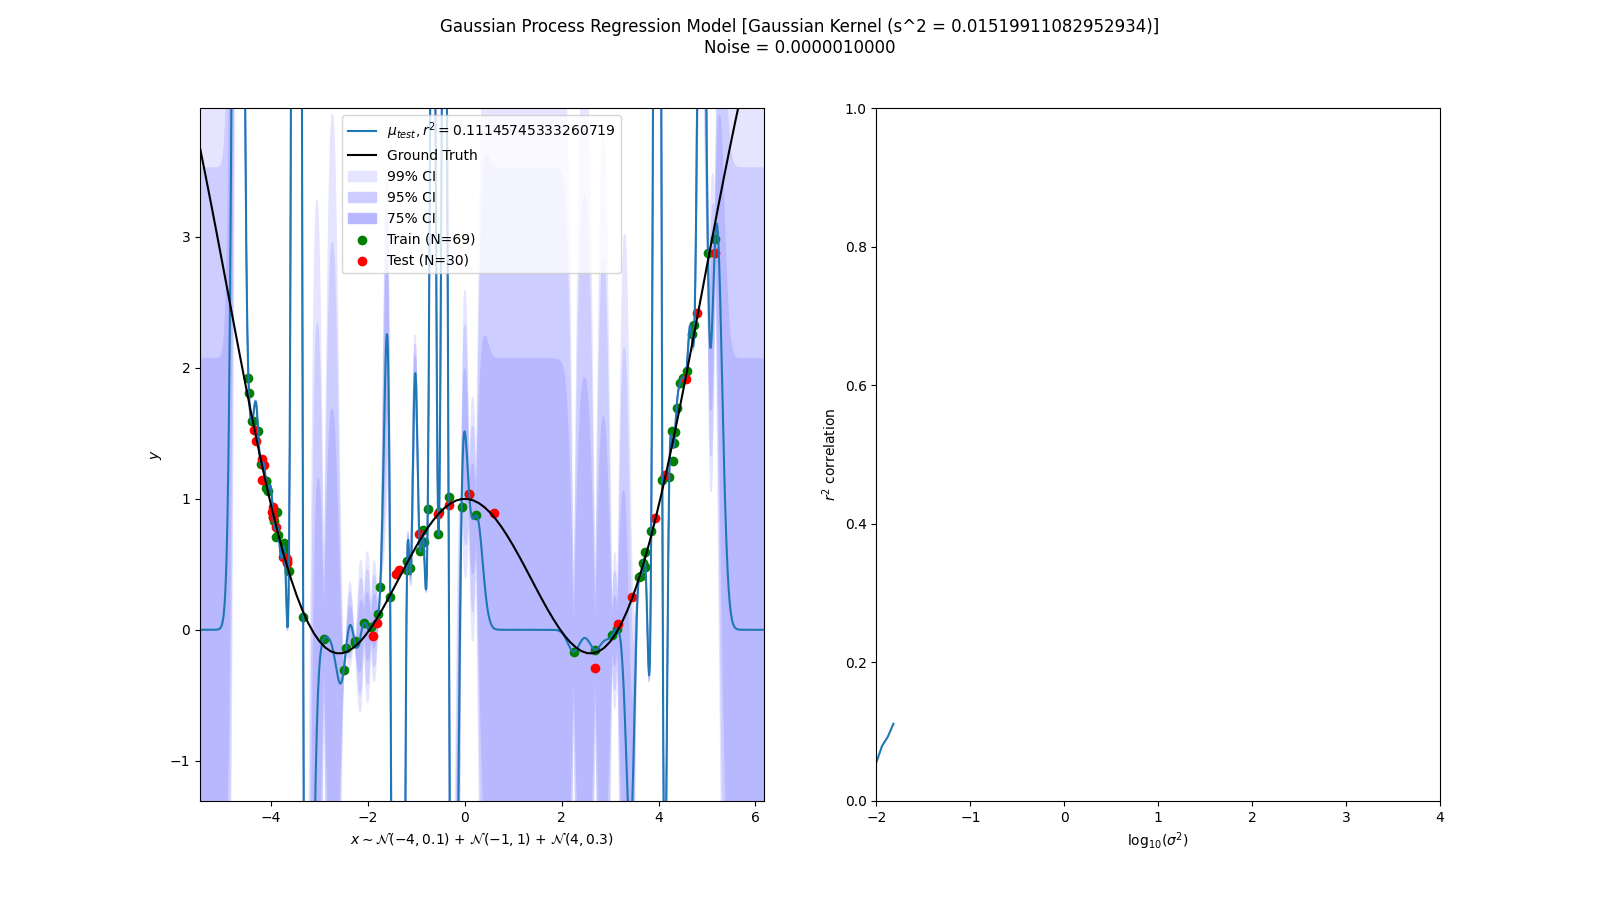 Gaussian Process Regression Model [Gaussian Kernel (s^2 = 0.01519911082952934)]
Noise = 0.0000010000
μ_test, r² = 0.11145745333260719
Ground Truth
99% CI
95% CI
75% CI
Train (N=69)
Test (N=30)
3
2
1
0
−1
y
−4 −2 0 2 4 6
x ∼ 𝒩(−4, 0.1) + 𝒩(−1, 1) + 𝒩(4, 0.3)
1.0
0.8
0.6
0.4
0.2
0.0
r² correlation
−2 −1 0 1 2 3 4
log₁₀(σ²)